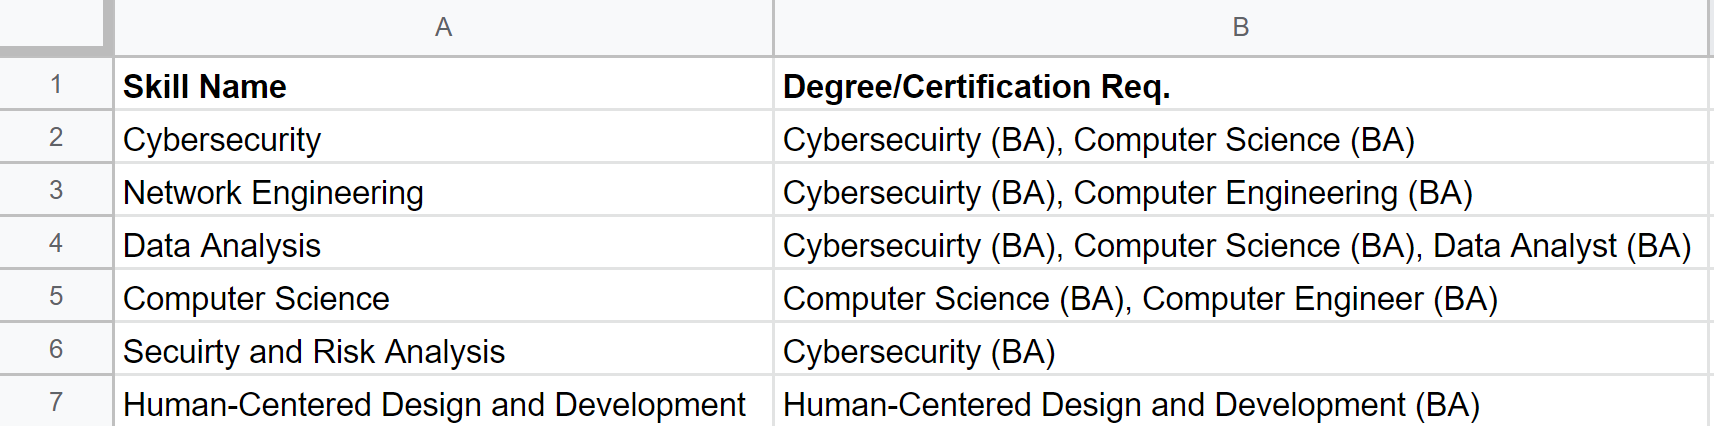 A B
1 Skill Name Degree/Certification Req.
2 Cybersecurity Cybersecuirty (BA), Computer Science (BA)
3 Network Engineering Cybersecuirty (BA), Computer Engineering (BA)
4 Data Analysis Cybersecuirty (BA), Computer Science (BA), Data Analyst (BA)
5 Computer Science Computer Science (BA), Computer Engineer (BA)
6 Secuirty and Risk Analysis Cybersecurity (BA)
7 Human-Centered Design and Development Human-Centered Design and Development (BA)